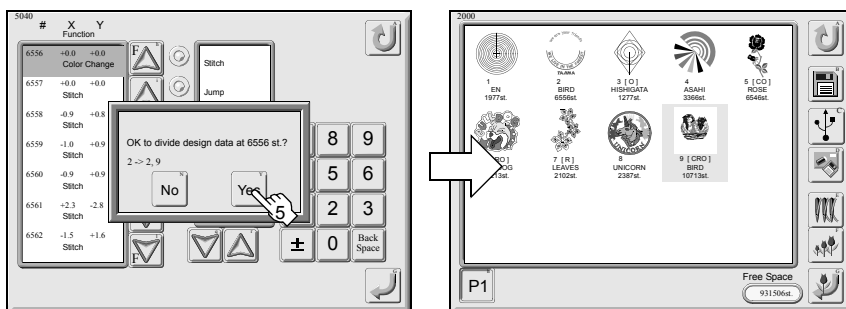 5040
# X Y
Function
6556 +0.0 +0.0
Color Change
6557 +0.0 +0.0
Stitch
6558 -0.9 +0.8
Stitch
6559 -1.0 +0.9
Stitch
6560 -0.9 +0.9
Stitch
6561 +2.3 -2.8
Stitch
6562 -1.5 +1.6
Stitch
F
F
Stitch
Jump
OK to divide design data at 6556 st.?
2 -> 2, 9
No
Yes
5
8 9
5 6
2 3
± 0 Back
Space
2000
1
EN
1977st.
2
BIRD
6556st.
TAJIMA
3 [ O ]
HISHIGATA
1277st.
4
ASAHI
3366st.
5 [ CO ]
ROSE
6546st.
RO ]
OG
13st.
7 [ R ]
LEAVES
2102st.
UNICORN
8
UNICORN
2387st.
9 [ CRO ]
BIRD
10713st.
P1
Free Space
931506st.